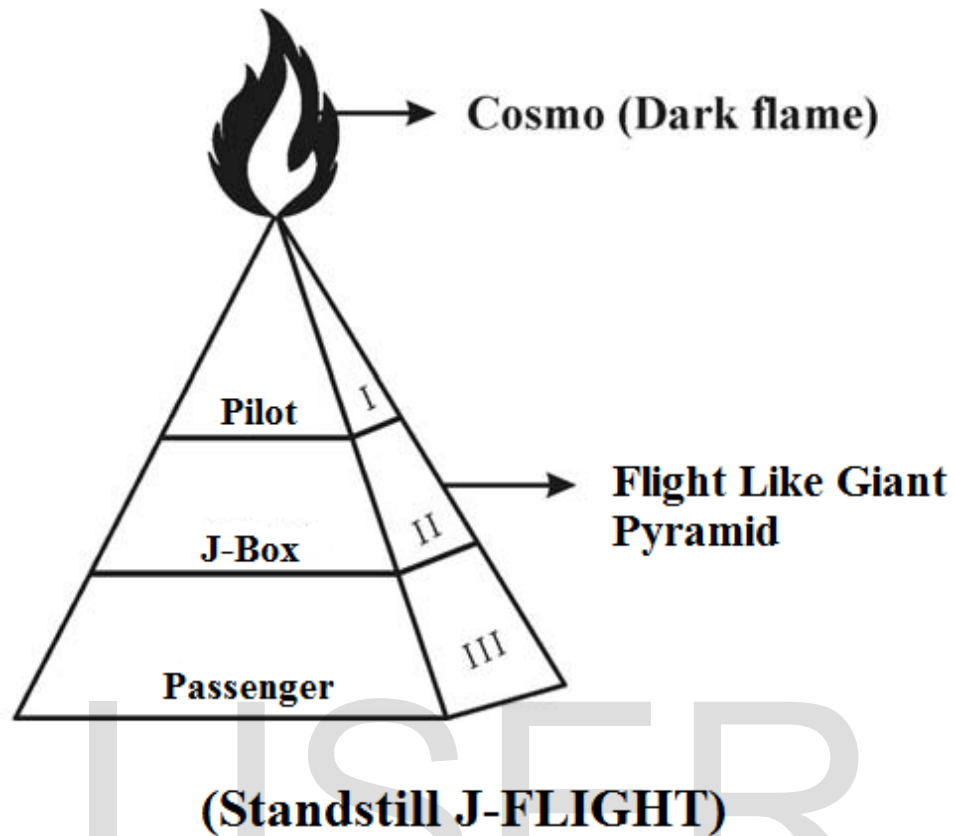 Cosmo (Dark flame)
Pilot
I
Flight Like Giant
Pyramid
II
J-Box
III
Passenger
IJSER
(Standstill J-FLIGHT)